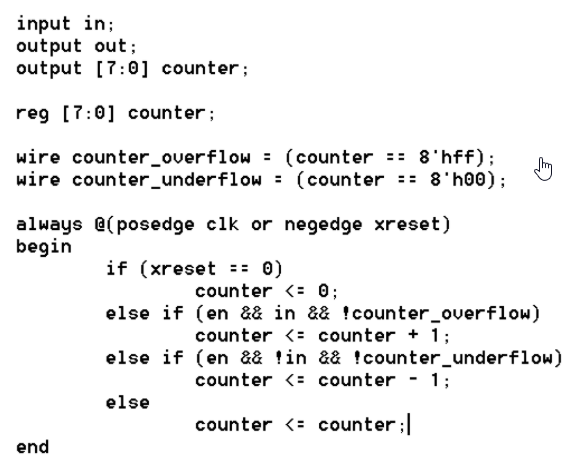 input in;
output out;
output [7:0] counter;
reg [7:0] counter;
wire counter_overflow = (counter == 8'hff);
wire counter_underflow = (counter == 8'h00);
always @(posedge clk or negedge xreset)
begin
if (xreset == 0)
counter <= 0;
else if (en && in && !counter_overflow)
counter <= counter + 1;
else if (en && !in && !counter_underflow)
counter <= counter - 1;
else
counter <= counter;
end